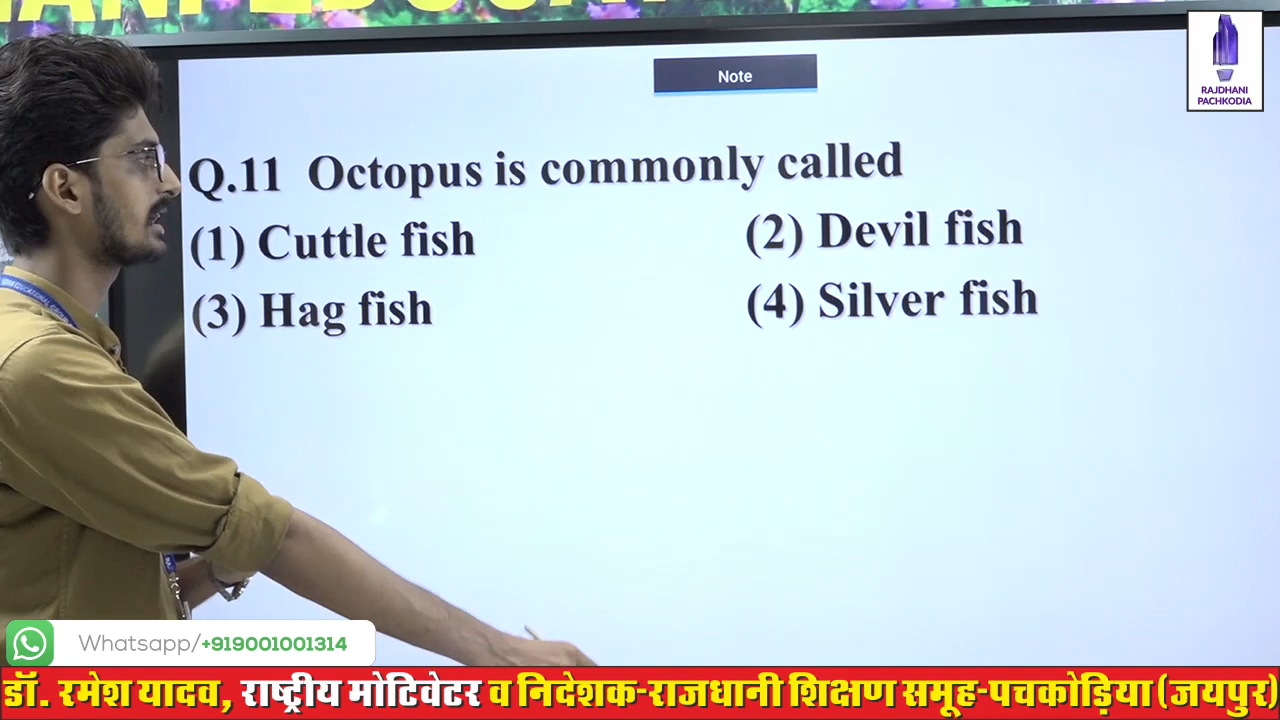 Note
RAJDHANI
PACHKODIA
Q.11 Octopus is commonly called
(1) Cuttle fish (2) Devil fish
(3) Hag fish (4) Silver fish
Whatsapp/+919001001314
डॉ. रमेश यादव, राष्ट्रीय मोटिवेटर व निदेशक-राजधानी शिक्षण समूह-पचकोड़िया (जयपुर)